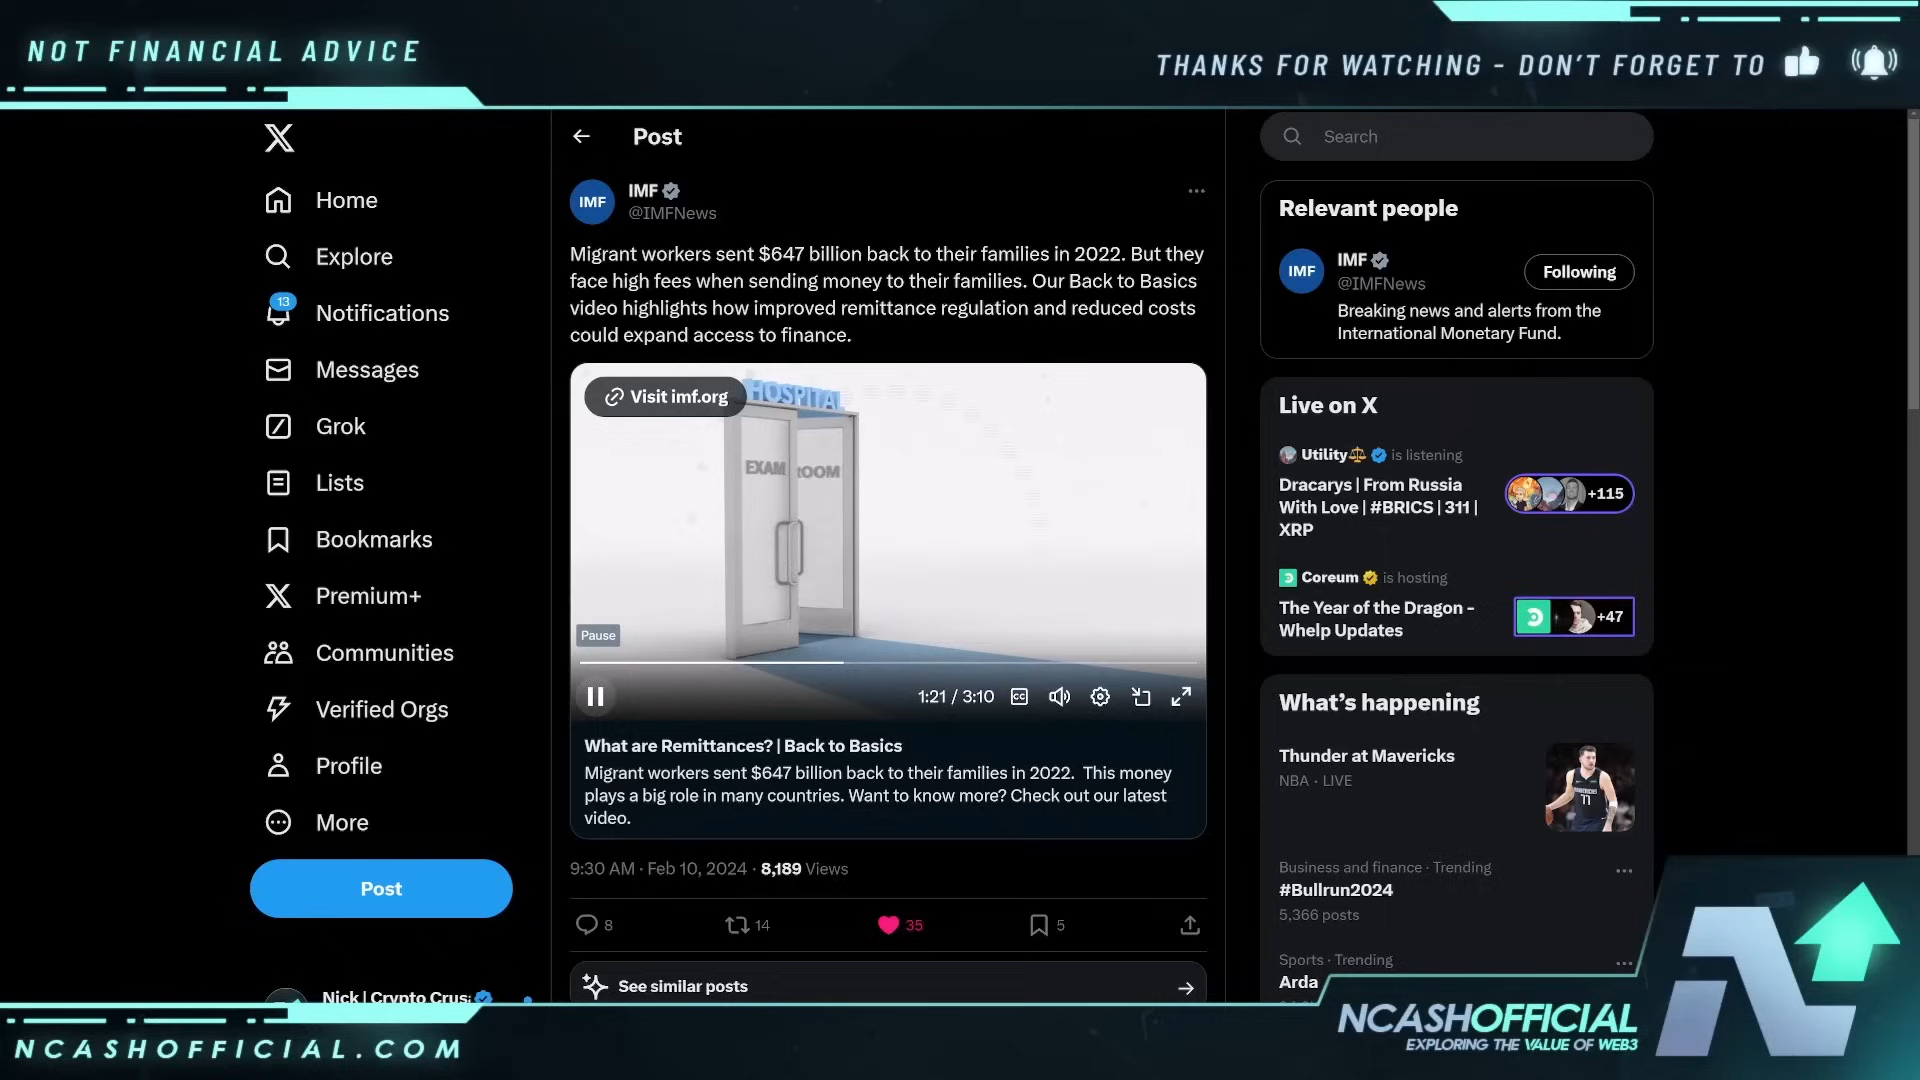 NOT FINANCIAL ADVICE
THANKS FOR WATCHING - DON'T FORGET TO
Home
Explore
13
Notifications
Messages
Grok
Lists
Bookmarks
Premium+
Communities
Verified Orgs
Profile
More
Post
Nick | Crypto Crus
Post
IMF
IMF
@IMFNews
Migrant workers sent $647 billion back to their families in 2022. But they
face high fees when sending money to their families. Our Back to Basics
video highlights how improved remittance regulation and reduced costs
could expand access to finance.
Visit imf.org
HOSPITAL
EXAM ROOM
Pause
1:21 / 3:10
CC
What are Remittances? | Back to Basics
Migrant workers sent $647 billion back to their families in 2022.  This money
plays a big role in many countries. Want to know more? Check out our latest
video.
9:30 AM · Feb 10, 2024 · 8,189 Views
8
14
35
5
See similar posts
Search
Relevant people
IMF
IMF
@IMFNews
Following
Breaking news and alerts from the
International Monetary Fund.
Live on X
Utility is listening
Dracarys | From Russia
With Love | #BRICS | 311 |
XRP
+115
Coreum is hosting
The Year of the Dragon -
Whelp Updates
+47
What's happening
Thunder at Mavericks
NBA · LIVE
77
Business and finance · Trending
#Bullrun2024
5,366 posts
Sports · Trending
Arda
NCASHOFFICIAL.COM
NCASHOFFICIAL
EXPLORING THE VALUE OF WEB3